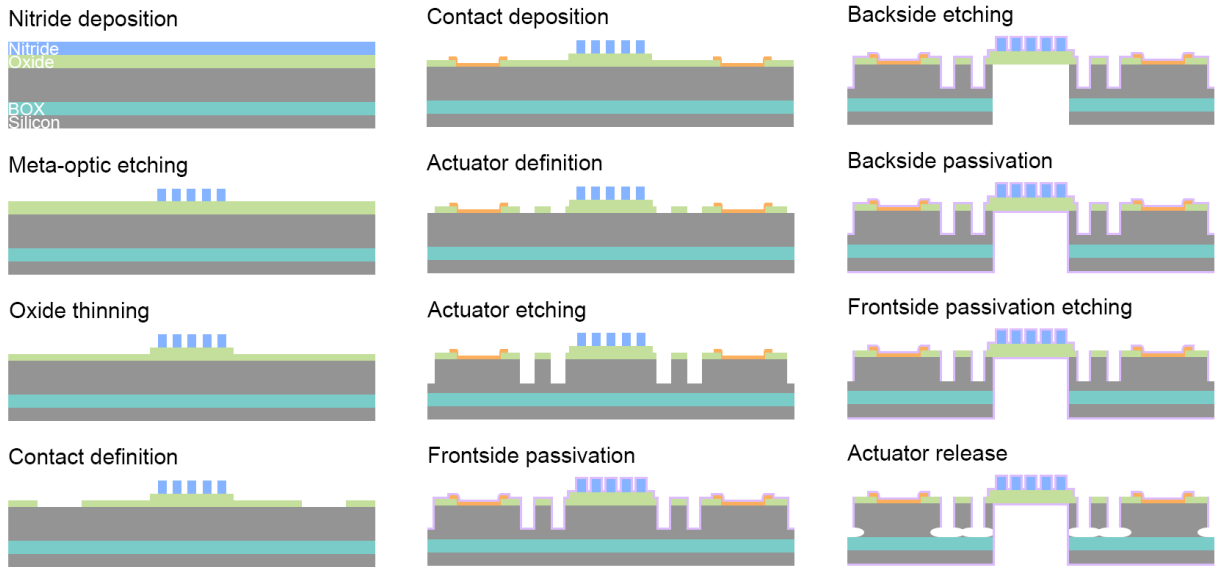 Nitride deposition
Nitride
Oxide
BOX
Silicon
Meta-optic etching
Oxide thinning
Contact definition
Contact deposition
Actuator definition
Actuator etching
Frontside passivation
Backside etching
Backside passivation
Frontside passivation etching
Actuator release